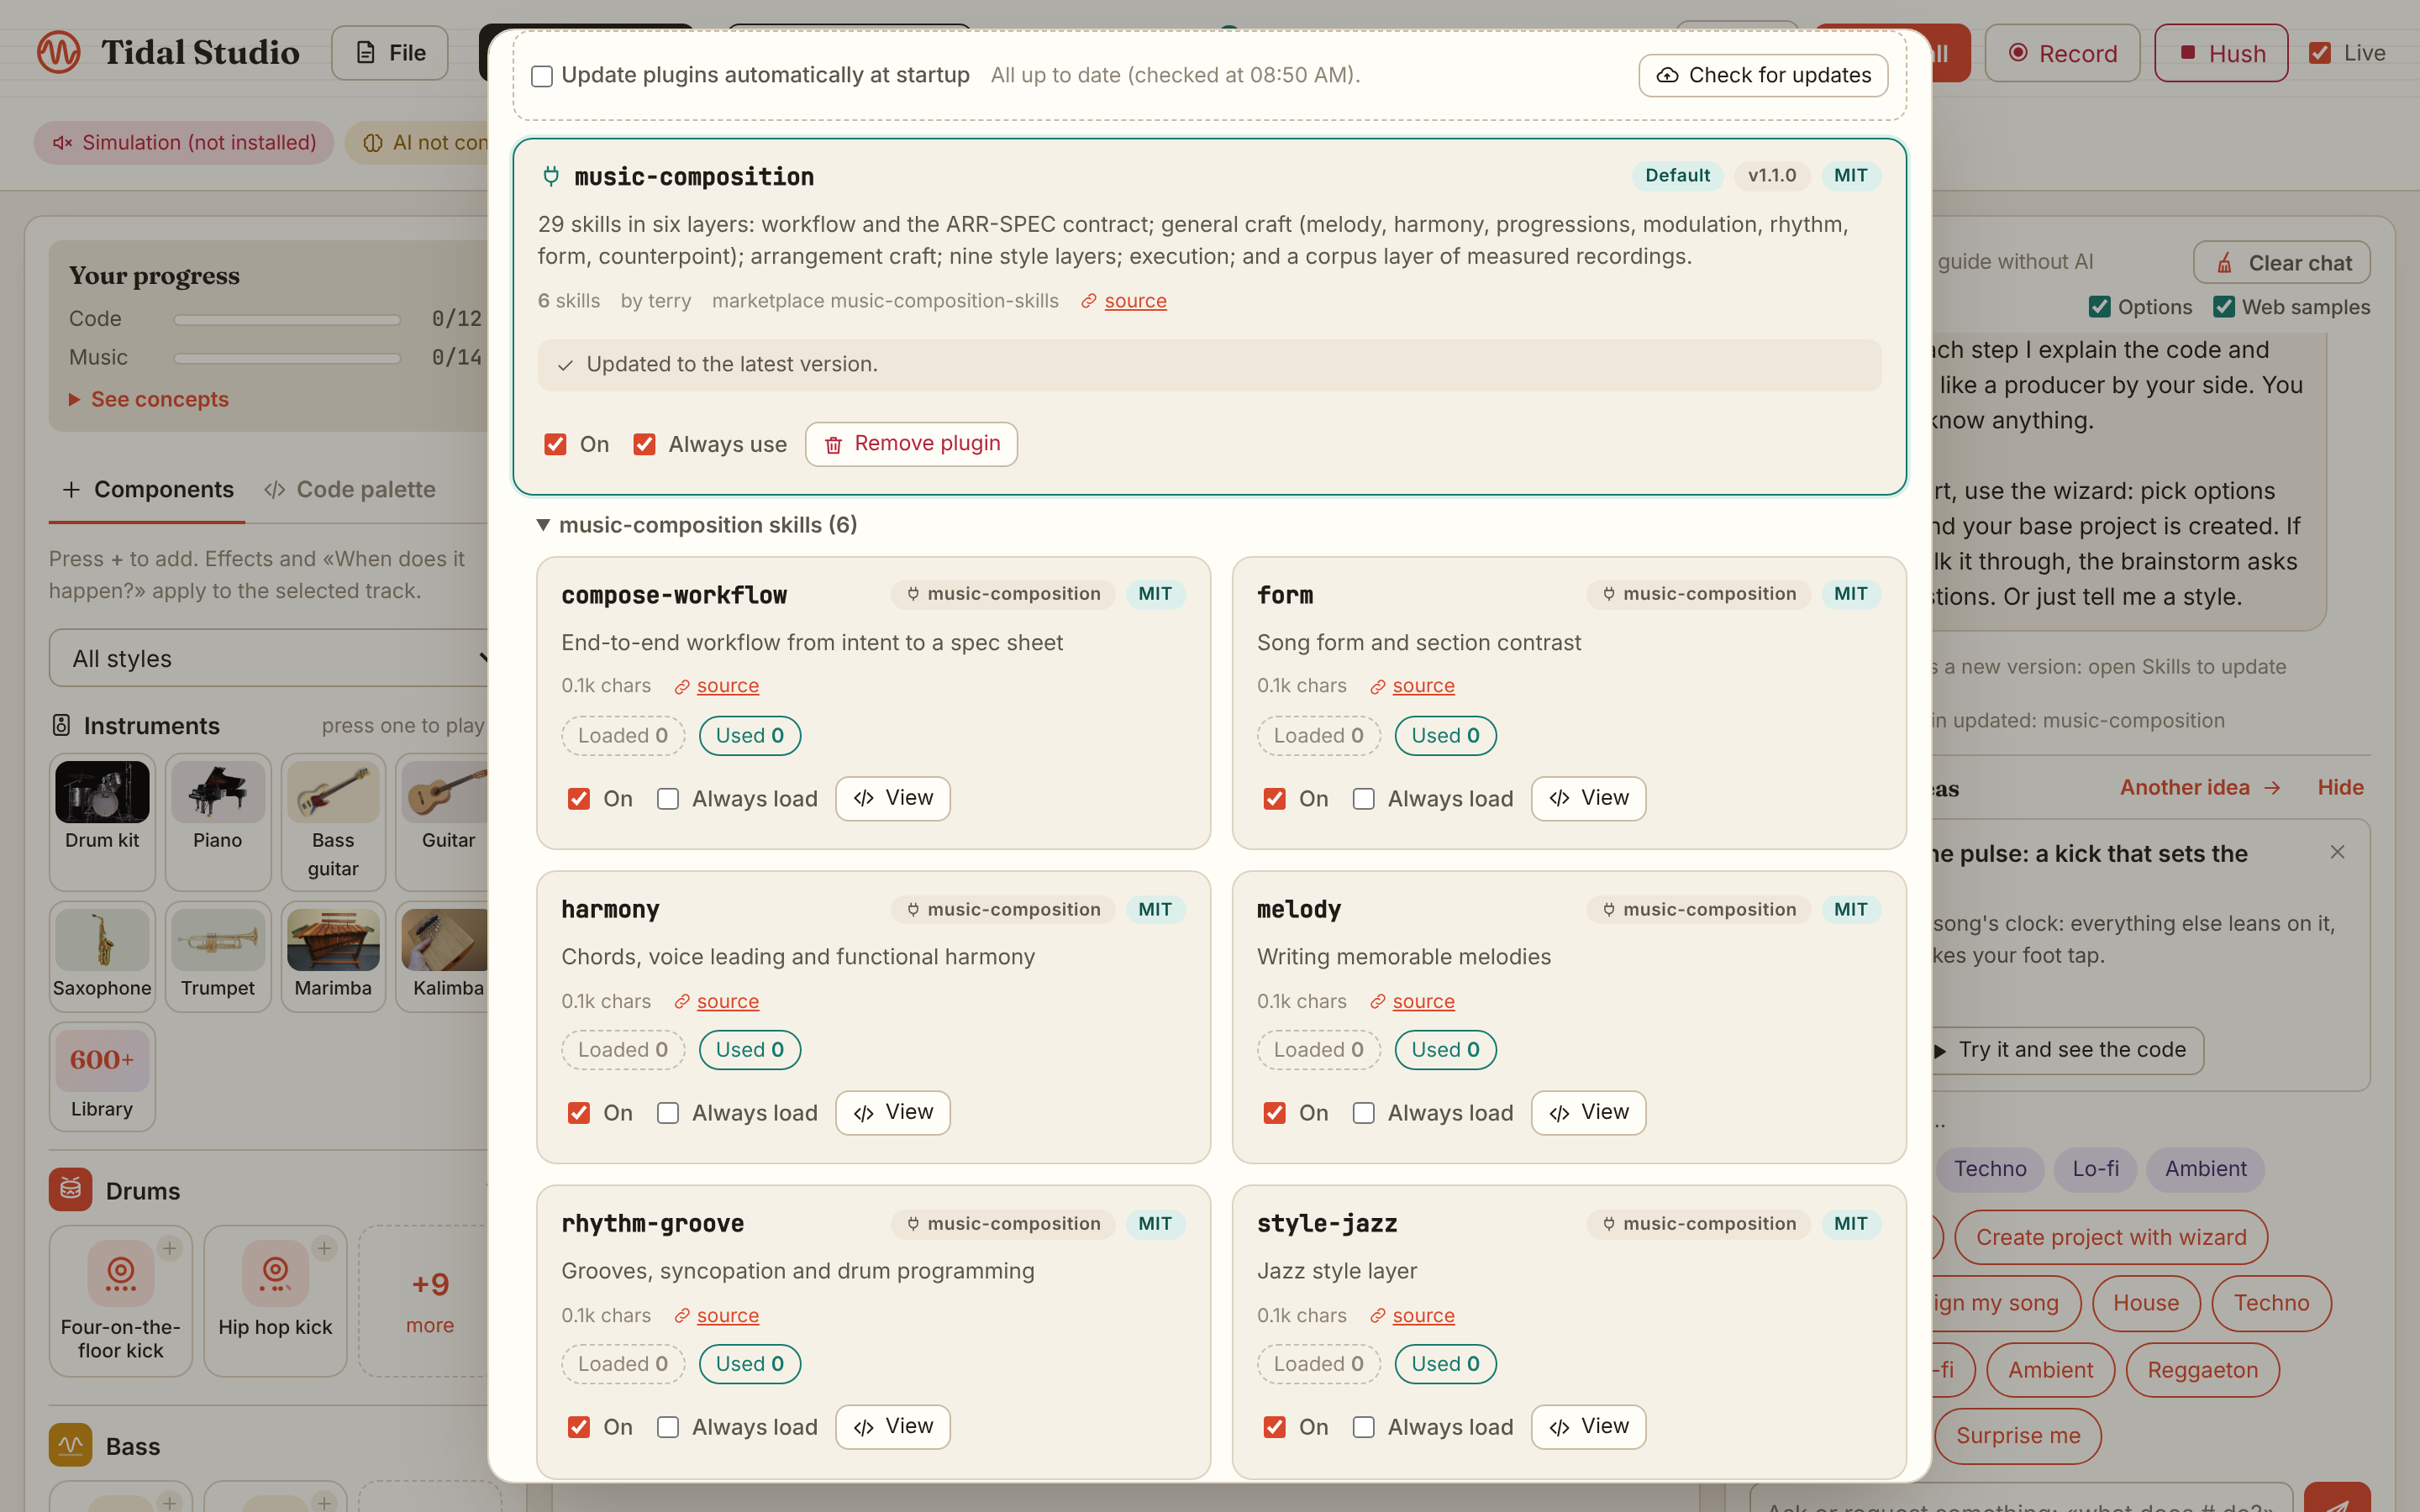 Tidal Studio
File
Record
Hush
Live
Simulation (not installed)
Update plugins automatically at startup
All up to date (checked at 08:50 AM).
Check for updates
music-composition
Default
v1.1.0
MIT
29 skills in six layers: workflow and the ARR-SPEC contract; general craft (melody, harmony, progressions, modulation, rhythm,
form, counterpoint); arrangement craft; nine style layers; execution; and a corpus layer of measured recordings.
6 skills by terry marketplace music-composition-skills source
Updated to the latest version.
On Always use Remove plugin
music-composition skills (6)
compose-workflow music-composition MIT
End-to-end workflow from intent to a spec sheet
0.1k chars source
Loaded 0 Used 0
On Always load </> View
form music-composition MIT
Song form and section contrast
0.1k chars source
Loaded 0 Used 0
On Always load </> View
harmony music-composition MIT
Chords, voice leading and functional harmony
0.1k chars source
Loaded 0 Used 0
On Always load </> View
melody music-composition MIT
Writing memorable melodies
0.1k chars source
Loaded 0 Used 0
On Always load </> View
rhythm-groove music-composition MIT
Grooves, syncopation and drum programming
0.1k chars source
Loaded 0 Used 0
On Always load </> View
style-jazz music-composition MIT
Jazz style layer
0.1k chars source
Loaded 0 Used 0
On Always load </> View
AI not con
Your progress
Code 0/12
Music 0/14
See concepts
+ Components
</> Code palette
Press + to add. Effects and «When does it
happen?» apply to the selected track.
All styles
Instruments press one to play
Drum kit
Piano
Bass
guitar
Guitar
Saxophone
Trumpet
Marimba
Kalimba
600+
Library
Drums
Four-on-the-
floor kick
Hip hop kick
+9
more
Bass
guide without AI
Clear chat
Options Web samples
ach step I explain the code and
like a producer by your side. You
know anything.
rt, use the wizard: pick options
nd your base project is created. If
lk it through, the brainstorm asks
stions. Or just tell me a style.
s a new version: open Skills to update
in updated: music-composition
eas
Another idea →
Hide
he pulse: a kick that sets the
song's clock: everything else leans on it,
kes your foot tap.
Try it and see the code
Techno
Lo-fi
Ambient
Create project with wizard
ign my song
House
Techno
-fi
Ambient
Reggaeton
Surprise me